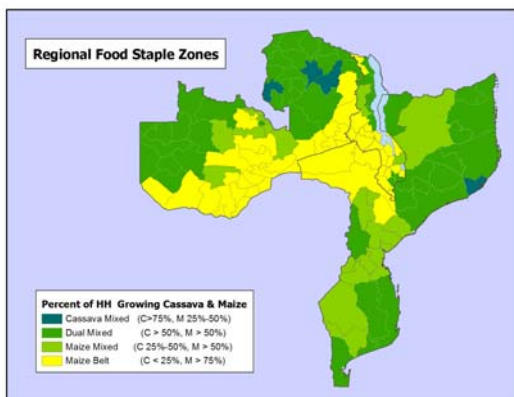 Regional Food Staple Zones
Percent of HH Growing Cassava & Maize
Cassava Mixed (C>75%, M 25%-50%)
Dual Mixed (C > 50%, M > 50%)
Maize Mixed (C 25%-50%, M > 50%)
Maize Belt (C < 25%, M > 75%)